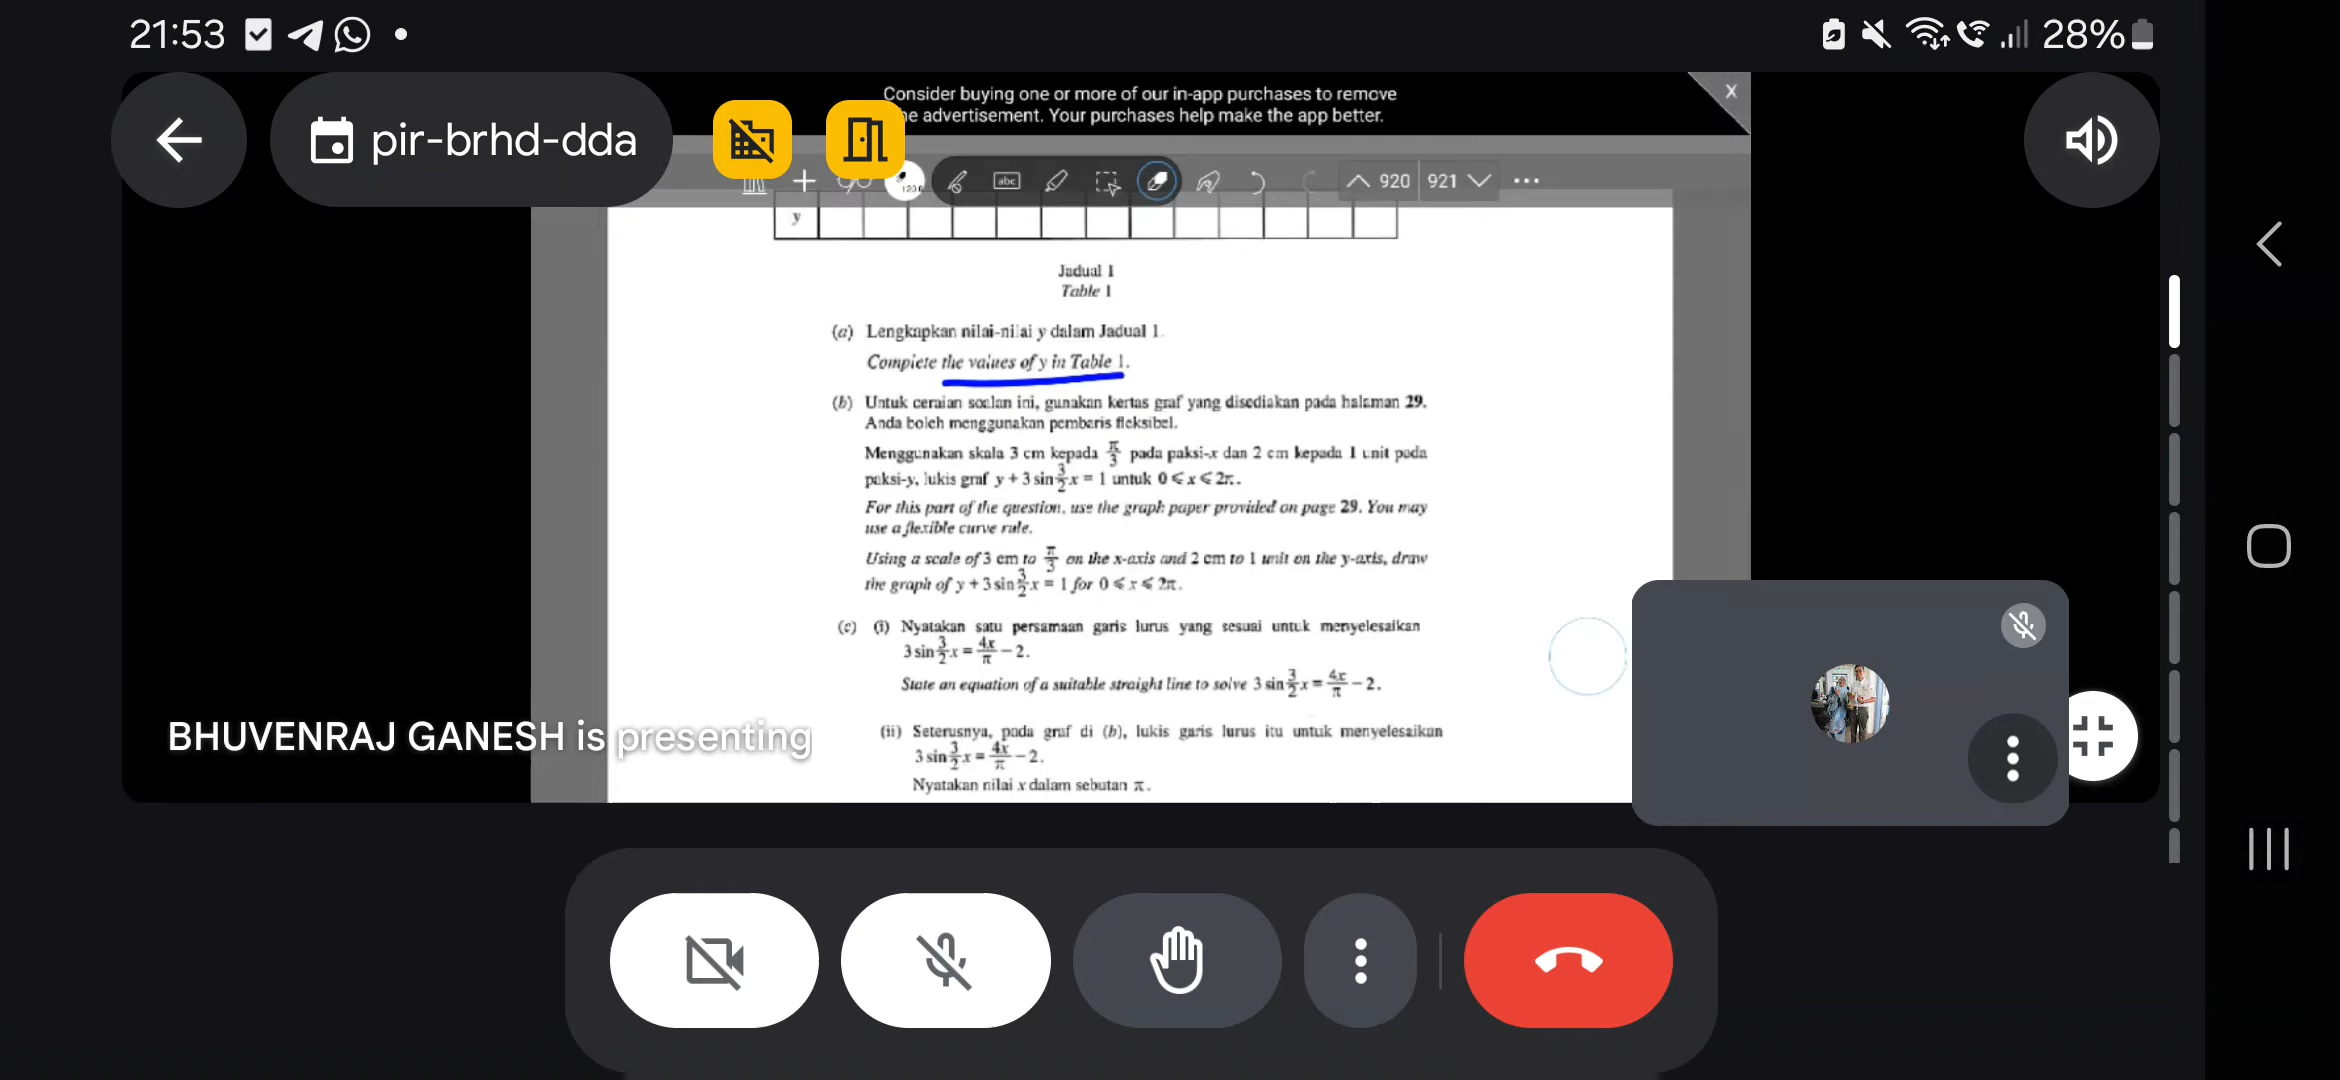 21:53
28%
pir-brhd-dda
Consider buying one or more of our in-app purchases to remove
e advertisement. Your purchases help make the app better.
X
abc
920
921
y
Jadual 1
Table 1
(a) Lengkapkan nilai-nilai y dalam Jadual 1.
Complete the values of y in Table 1.
(b) Untuk ceraian soalan ini, gunakan kertas graf yang disediakan pada halaman 29.
Anda boleh menggunakan pembaris fleksibel.
Menggunakan skala 3 cm kepada π/3 pada paksi-x dan 2 cm kepada 1 unit pada
paksi-y, lukis graf y + 3 sin 3/2 x = 1 untuk 0 ⩽ x ⩽ 2π.
For this part of the question, use the graph paper provided on page 29. You may
use a flexible curve rule.
Using a scale of 3 cm to π/3 on the x-axis and 2 cm to 1 unit on the y-axis, draw
the graph of y + 3 sin 3/2 x = 1 for 0 ⩽ x ⩽ 2π.
(c) (i) Nyatakan satu persamaan garis lurus yang sesuai untuk menyelesaikan
3 sin 3/2 x = 4x/π − 2.
State an equation of a suitable straight line to solve 3 sin 3/2 x = 4x/π − 2.
(ii) Seterusnya, pada graf di (b), lukis garis lurus itu untuk menyelesaikan
3 sin 3/2 x = 4x/π − 2.
Nyatakan nilai x dalam sebutan π.
BHUVENRAJ GANESH is presenting